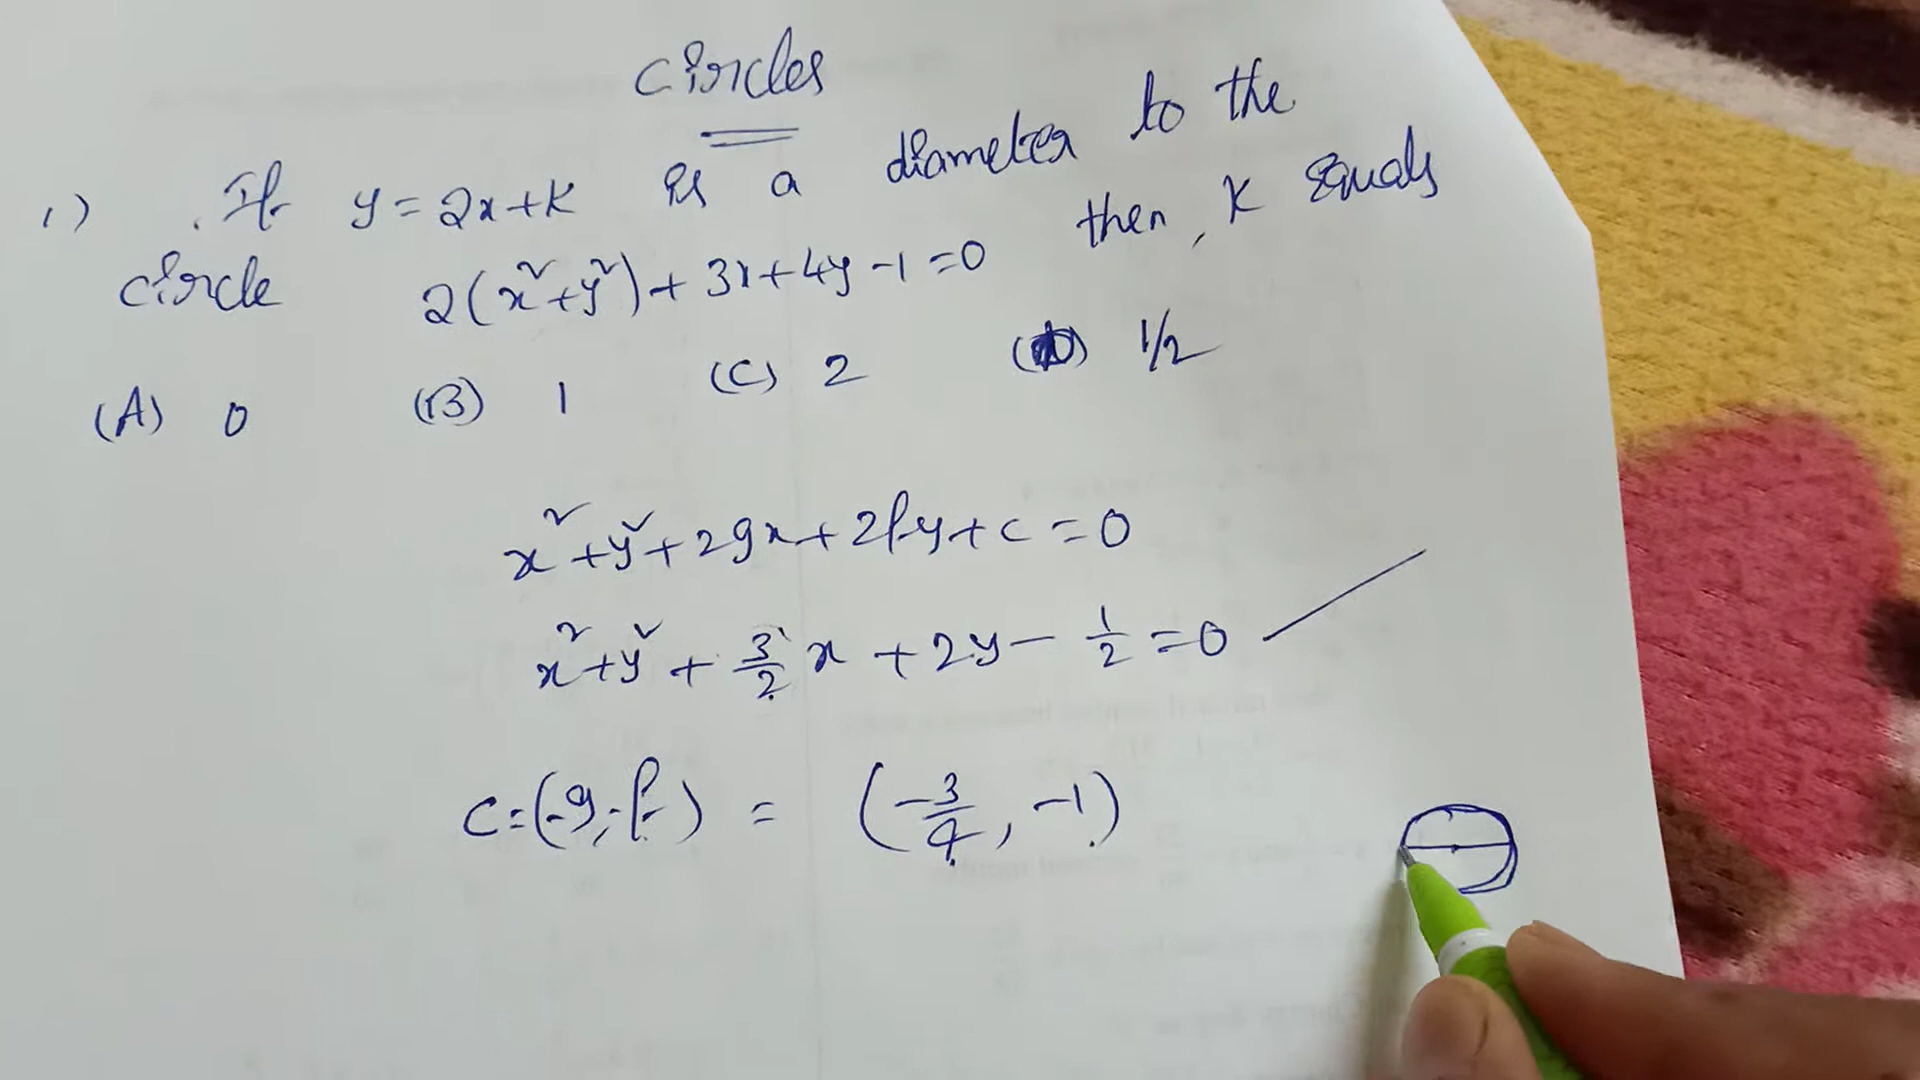 Circles
1) If y = 2x + k is a diameter to the
circle 2(x² + y²) + 3x + 4y - 1 = 0 then, k equals
(A) 0 (B) 1 (C) 2 (D) 1/2
x² + y² + 2gx + 2fy + c = 0
x² + y² + 3/2 x + 2y - 1/2 = 0
C = (-g, -f) = (-3/4, -1)